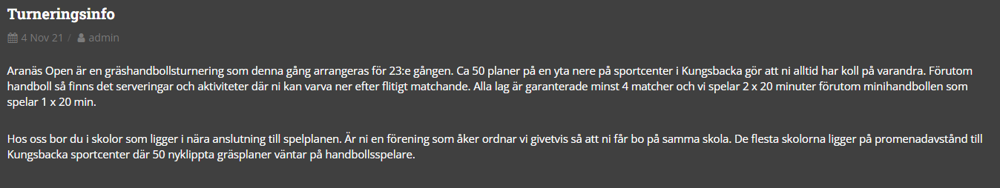 Turneringsinfo
4 Nov 21 / admin
Aranäs Open är en gräshandbollsturnering som denna gång arrangeras för 23:e gången. Ca 50 planer på en yta nere på sportcenter i Kungsbacka gör att ni alltid har koll på varandra. Förutom
handboll så finns det serveringar och aktiviteter där ni kan varva ner efter flitigt matchande. Alla lag är garanterade minst 4 matcher och vi spelar 2 x 20 minuter förutom minihandbollen som
spelar 1 x 20 min.
Hos oss bor du i skolor som ligger i nära anslutning till spelplanen. Är ni en förening som åker ordnar vi givetvis så att ni får bo på samma skola. De flesta skolorna ligger på promenadavstånd till
Kungsbacka sportcenter där 50 nyklippta gräsplaner väntar på handbollsspelare.